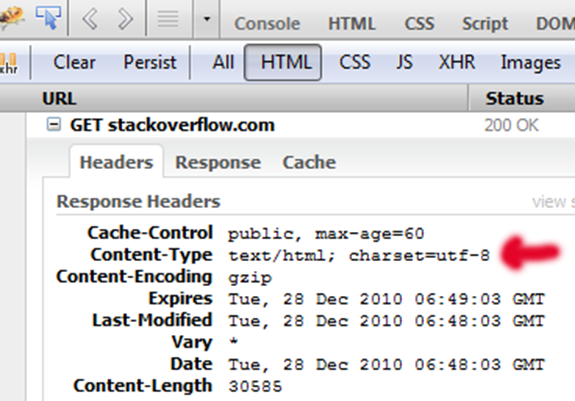 Console HTML CSS Script DOM
xhr Clear Persist All HTML CSS JS XHR Images
URL Status
GET stackoverflow.com 200 OK
Headers Response Cache
Response Headers view s
Cache-Control public, max-age=60
Content-Type text/html; charset=utf-8
Content-Encoding gzip
Expires Tue, 28 Dec 2010 06:49:03 GMT
Last-Modified Tue, 28 Dec 2010 06:48:03 GMT
Vary *
Date Tue, 28 Dec 2010 06:48:03 GMT
Content-Length 30585